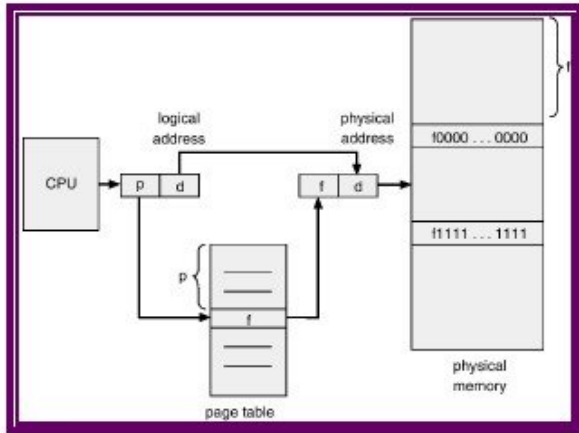 logical
address
physical
address
CPU
p d
f d
f
f0000 ... 0000
f1111 ... 1111
p
f
page table
physical
memory